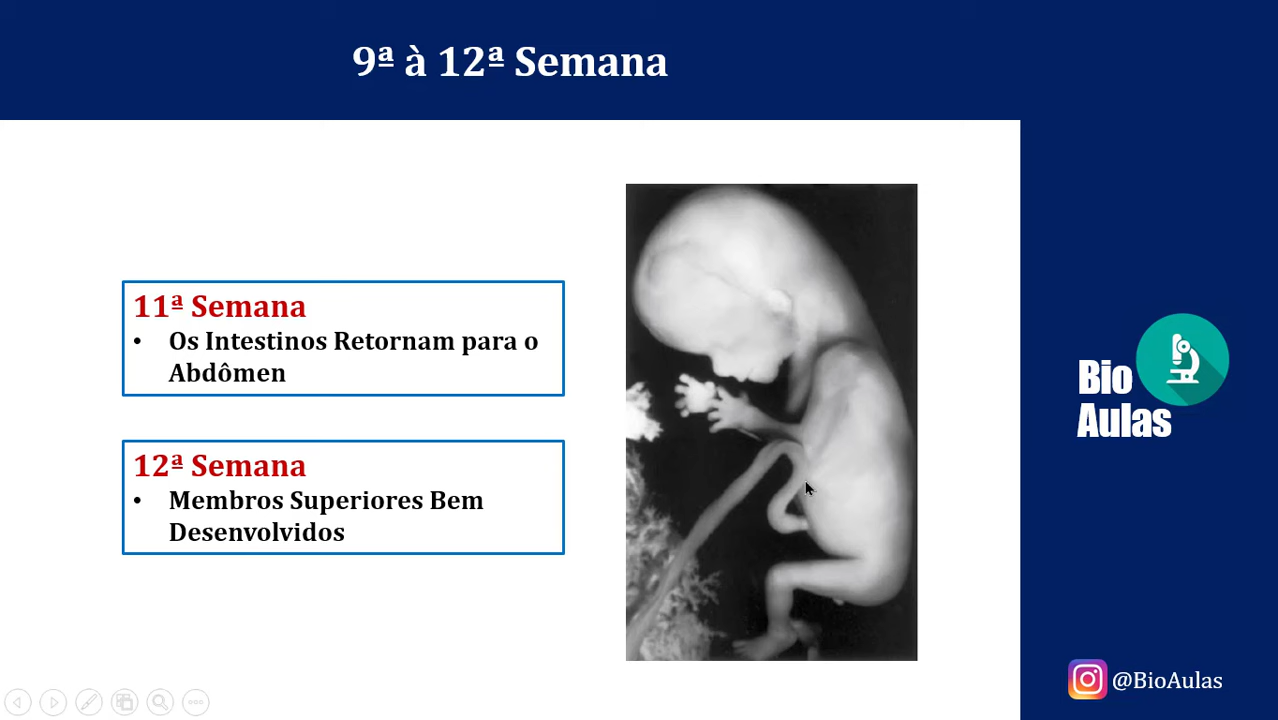 9ª à 12ª Semana
11ª Semana
• Os Intestinos Retornam para o
Abdômen
12ª Semana
• Membros Superiores Bem
Desenvolvidos
Bio
Aulas
@BioAulas